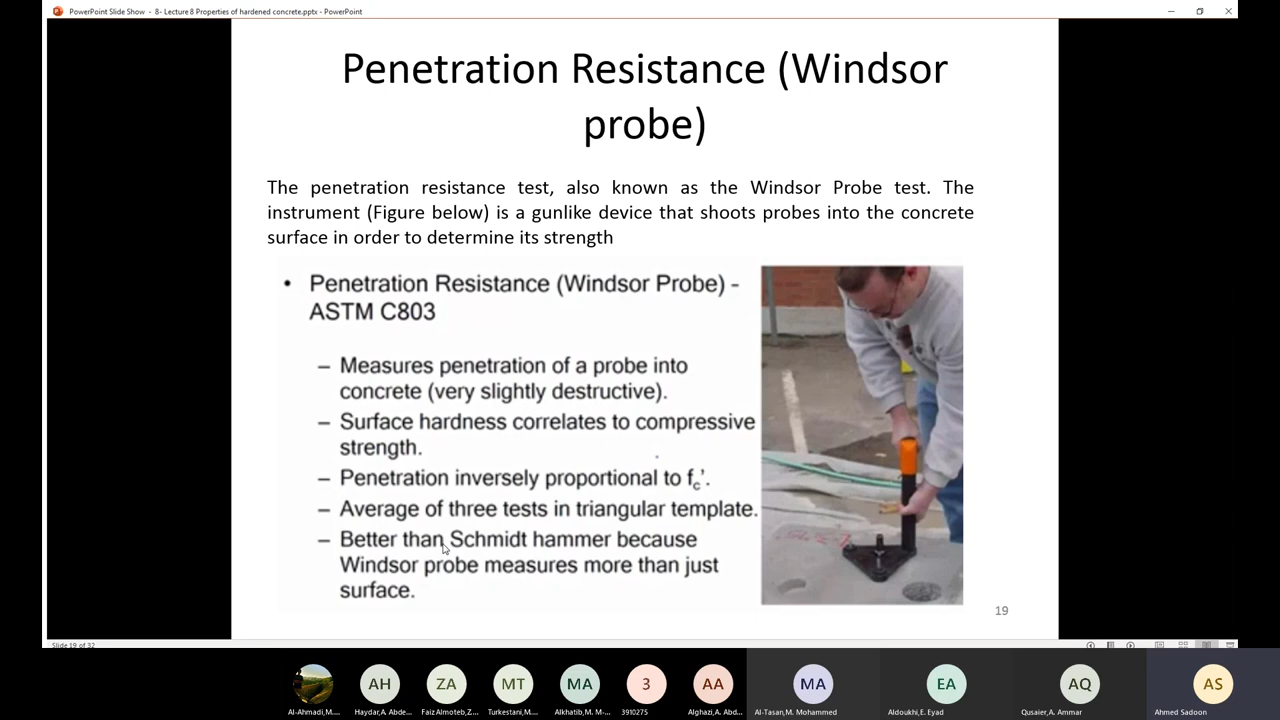 PowerPoint Slide Show - 8- Lecture 8 Properties of hardened concrete.pptx - PowerPoint
Penetration Resistance (Windsor
probe)
The penetration resistance test, also known as the Windsor Probe test. The
instrument (Figure below) is a gunlike device that shoots probes into the concrete
surface in order to determine its strength
• Penetration Resistance (Windsor Probe) -
ASTM C803
– Measures penetration of a probe into
concrete (very slightly destructive).
– Surface hardness correlates to compressive
strength.
– Penetration inversely proportional to fc'.
– Average of three tests in triangular template.
– Better than Schmidt hammer because
Windsor probe measures more than just
surface.
19
Slide 19 of 32
AH ZA MT MA 3 AA MA EA AQ AS
Al-Ahmadi,M.... Haydar,A. Abde... Faiz Almoteb,Z... Turkestani,M.... Alkhatib, M. M-... 3910275 Alghazi,A. Abd... Al-Tasan,M. Mohammed Aldoukhi,E. Eyad Qusaier,A. Ammar Ahmed Sadoon